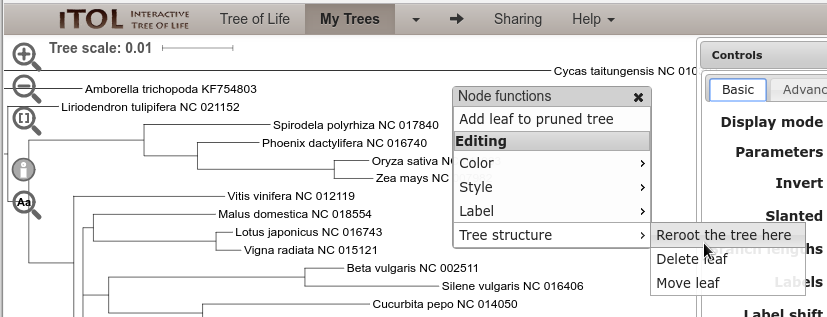 iTOL INTERACTIVE TREE OF LIFE
Tree of Life My Trees Sharing Help
Tree scale: 0.01
Controls
Cycas taitungensis NC 010
Basic Advanc
Amborella trichopoda KF754803
Node functions
Liriodendron tulipifera NC 021152
Add leaf to pruned tree
Display mode
Spirodela polyrhiza NC 017840
Editing
Phoenix dactylifera NC 016740
Parameters
Oryza sativa NC
Color
Zea mays NC
Style
Invert
Aa
Vitis vinifera NC 012119
Label
Malus domestica NC 018554
Slanted
Lotus japonicus NC 016743
Tree structure
Reroot the tree here
Vigna radiata NC 015121
Branch lengths
Delete leaf
Beta vulgaris NC 002511
Silene vulgaris NC 016406
Move leaf
Labels
Cucurbita pepo NC 014050
Label shift